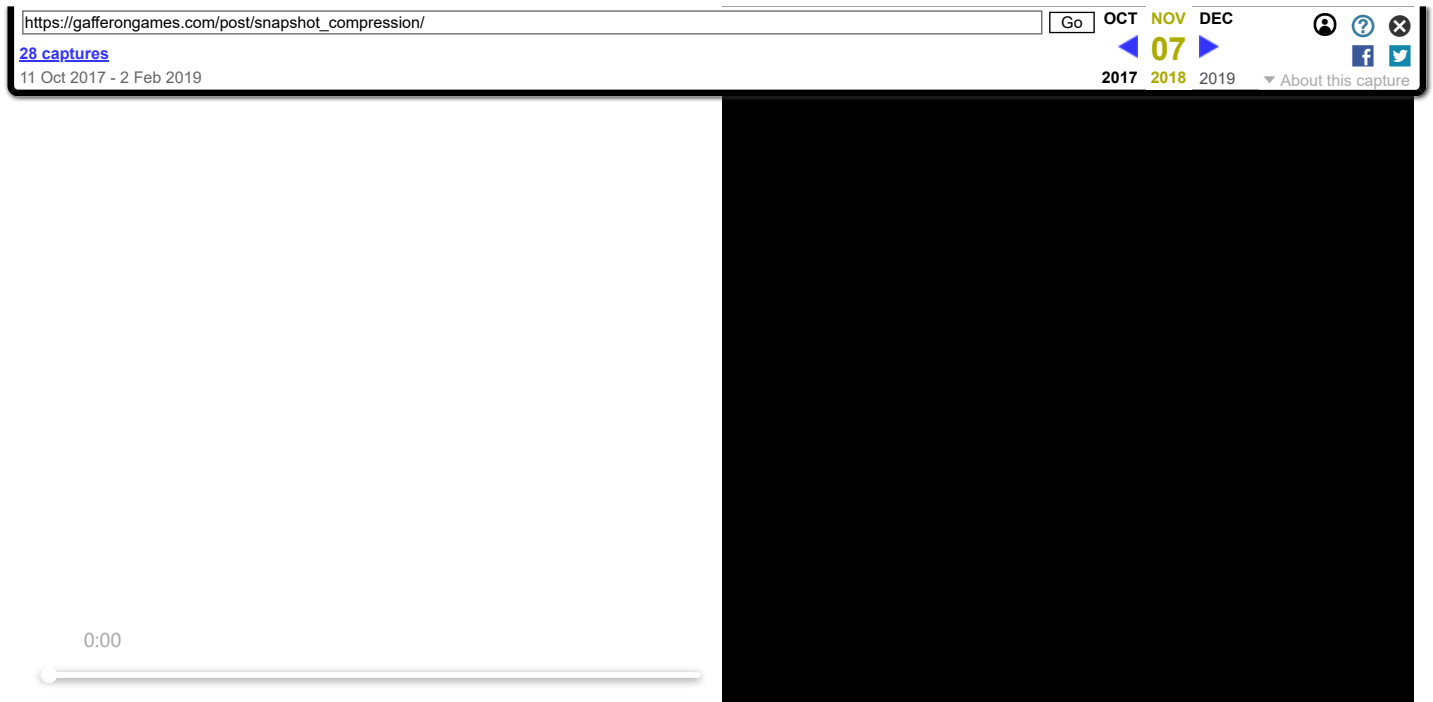 https://gafferongames.com/post/snapshot_compression/
Go
OCT NOV DEC
28 captures
07
11 Oct 2017 - 2 Feb 2019
2017 2018 2019
About this capture
0:00